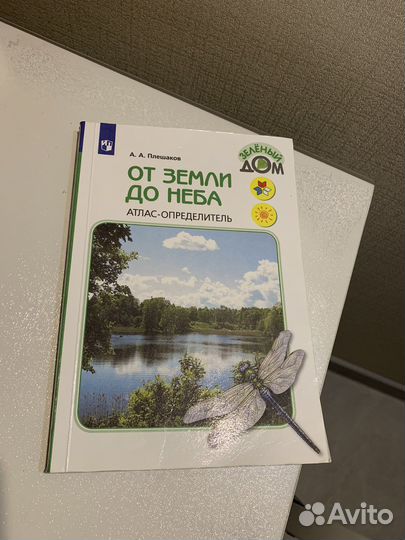 А. А. Плешаков
ЗЕЛЁНЫЙ
ДОМ
ОТ ЗЕМЛИ
ДО НЕБА
АТЛАС-ОПРЕДЕЛИТЕЛЬ
Avito